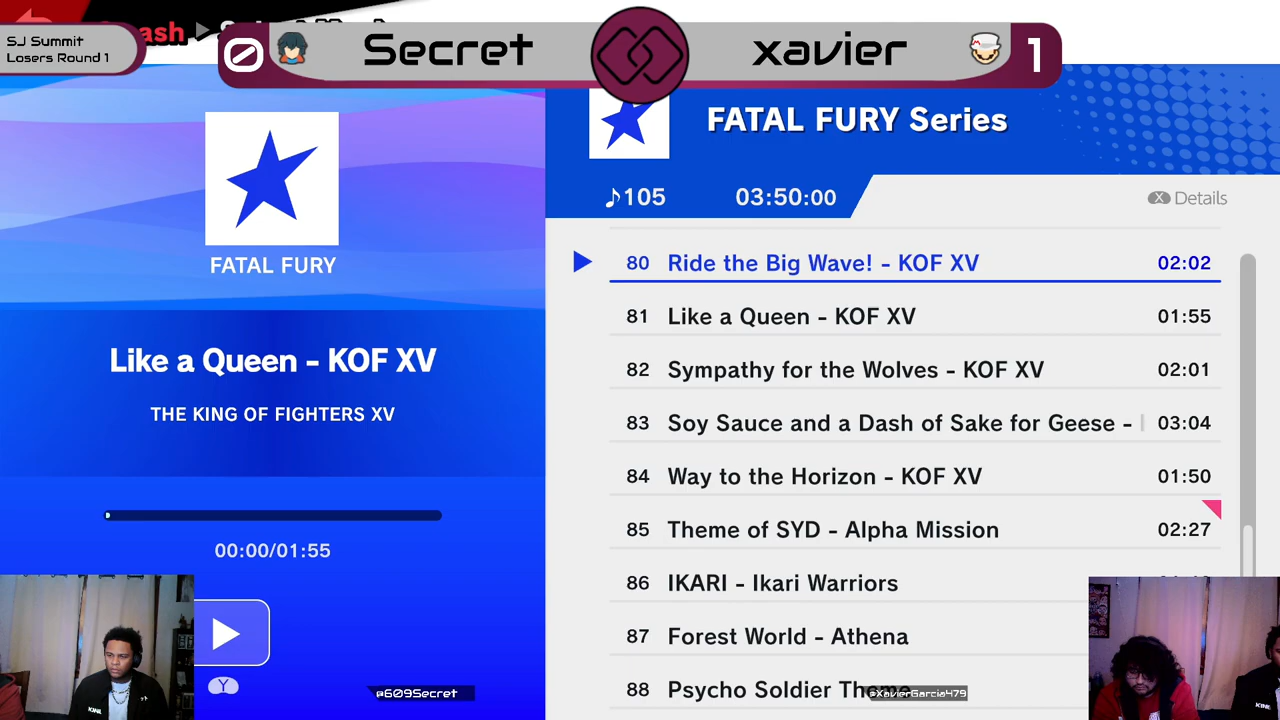 SJ Summit
Losers Round 1
0
Secret
xavier
1
FATAL FURY
Like a Queen - KOF XV
THE KING OF FIGHTERS XV
00:00/01:55
Y
@609Secret
FATAL FURY Series
♪105
03:50:00
X Details
80 Ride the Big Wave! - KOF XV 02:02
81 Like a Queen - KOF XV 01:55
82 Sympathy for the Wolves - KOF XV 02:01
83 Soy Sauce and a Dash of Sake for Geese - 03:04
84 Way to the Horizon - KOF XV 01:50
85 Theme of SYD - Alpha Mission 02:27
86 IKARI - Ikari Warriors
87 Forest World - Athena
88 Psycho Soldier Theme
@XavierGarcia479